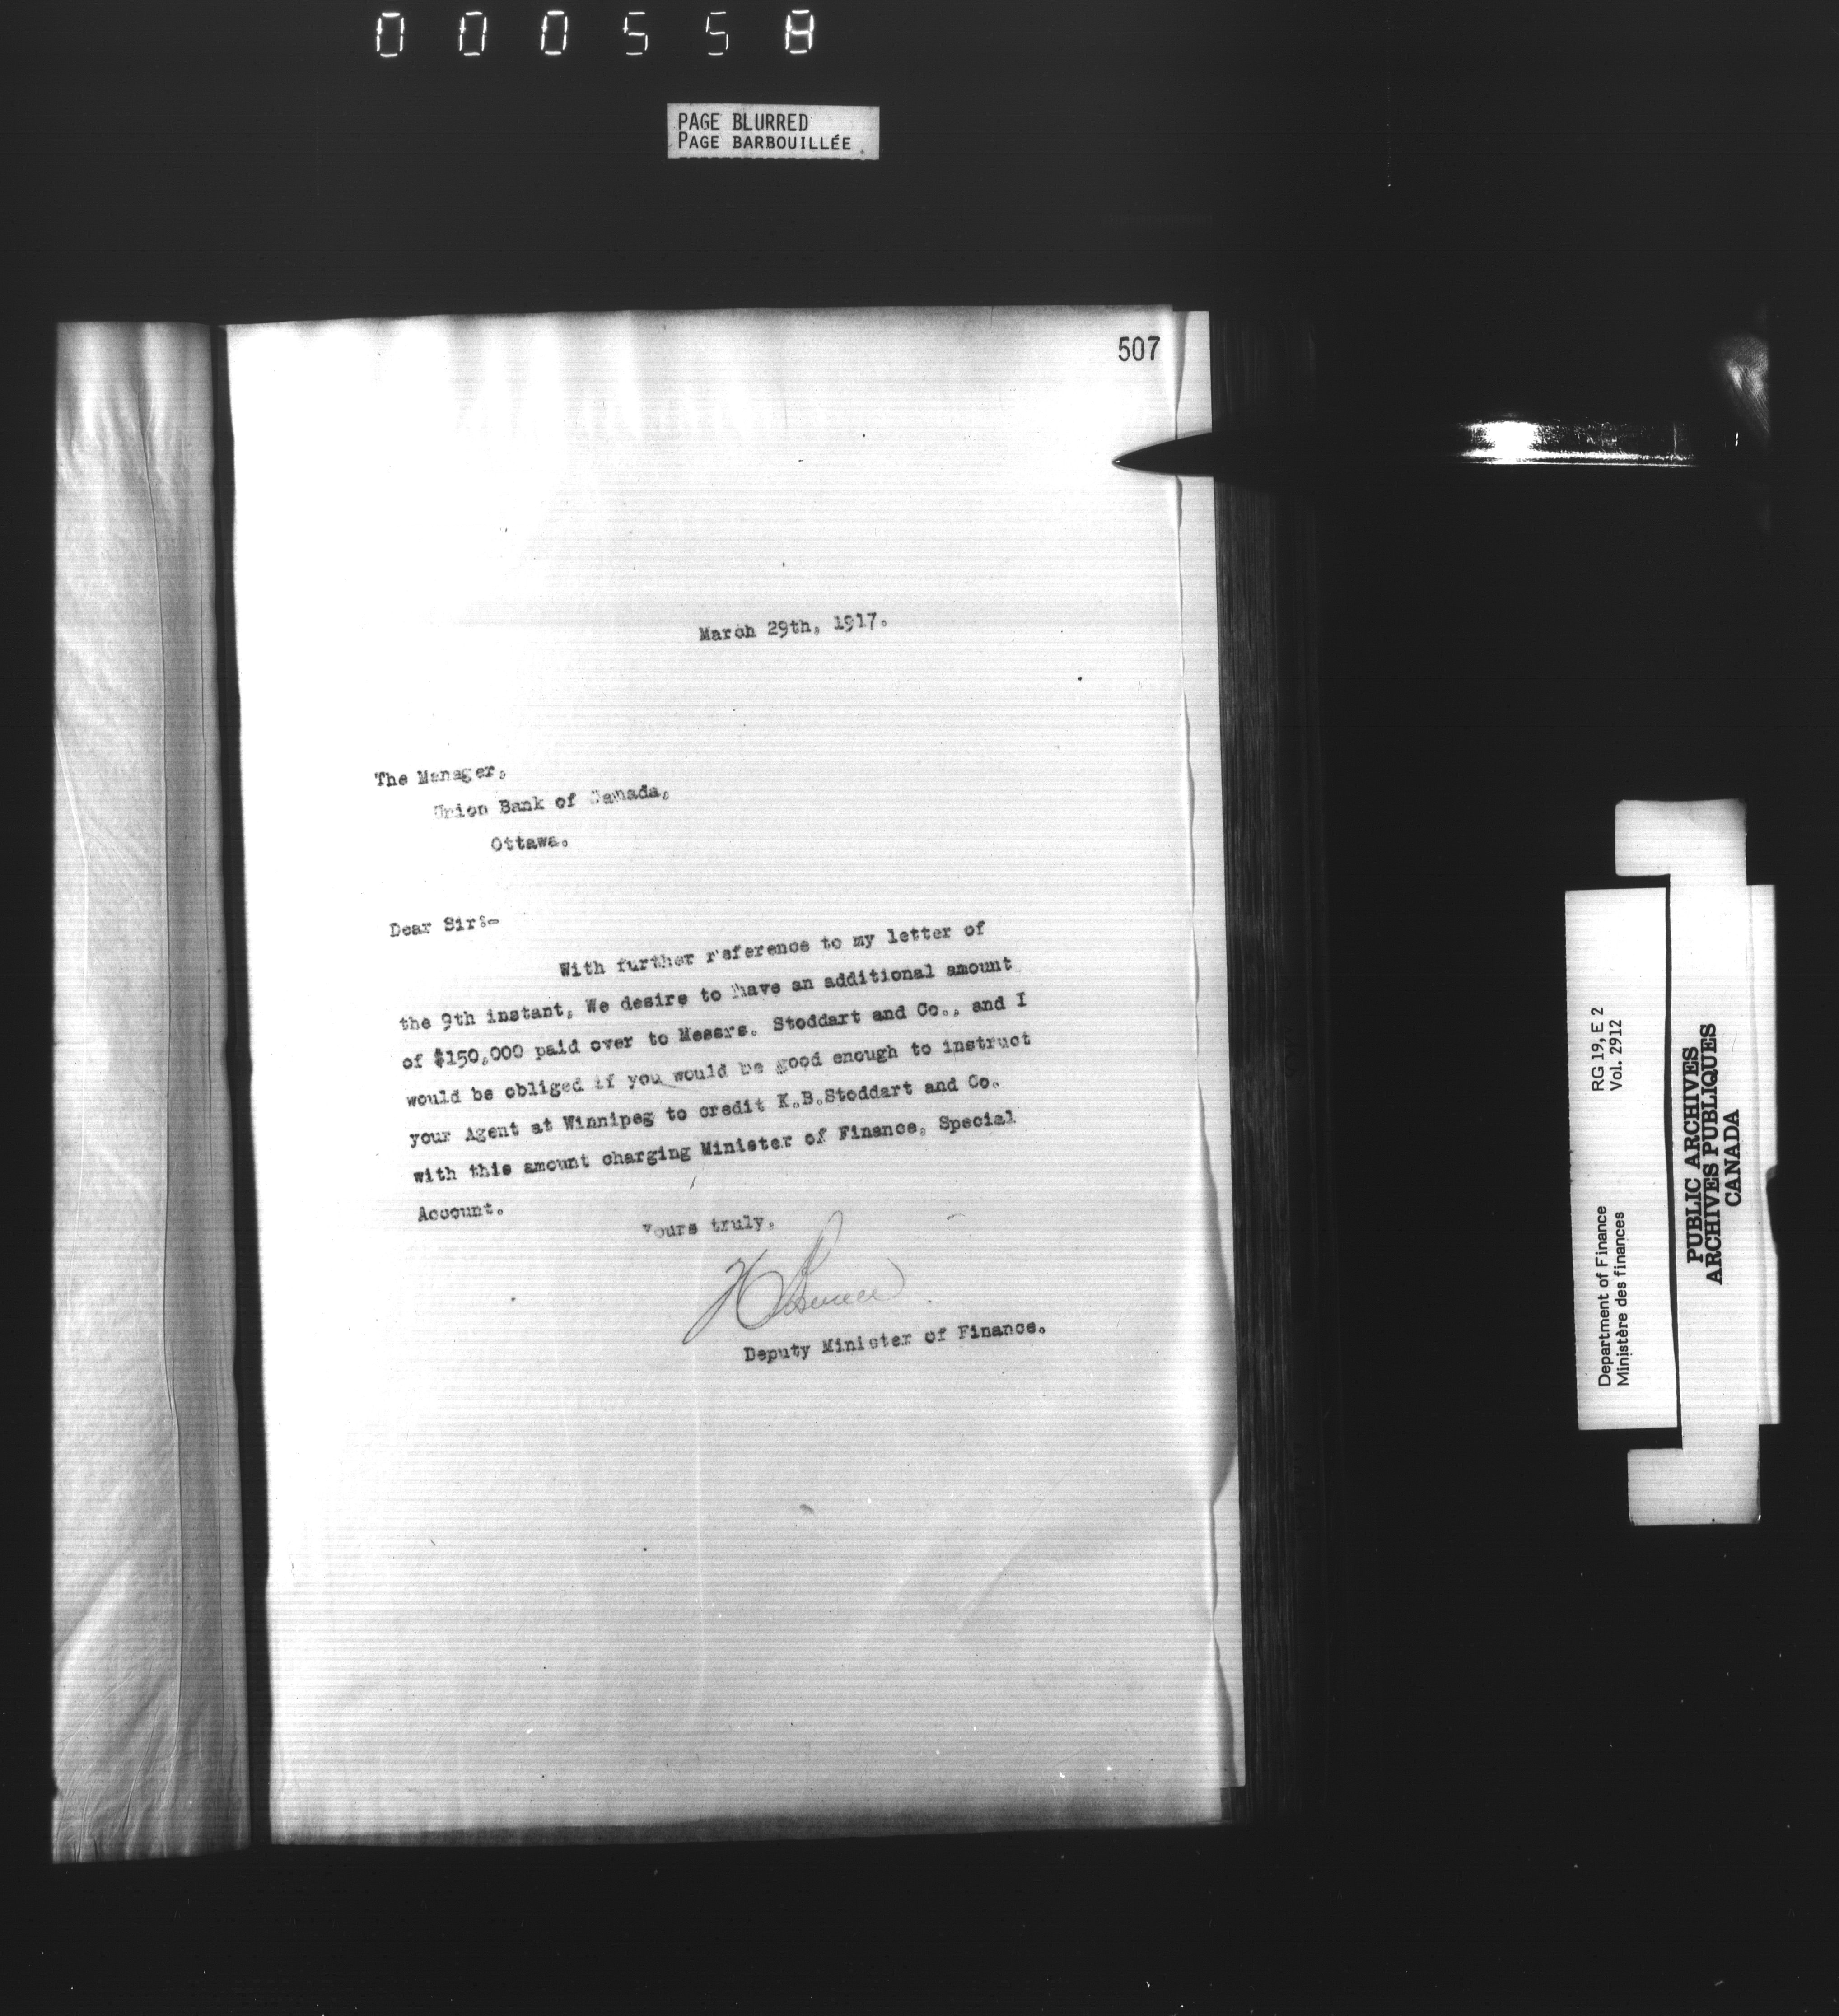 000558
PAGE BLURRED
PAGE BARBOUILLÉE
507
March 29th, 1917.
The Manager,
Union Bank of Canada,
Ottawa.
Dear Sir:-
With further reference to my letter of
the 9th instant, We desire to have an additional amount
of $150,000 paid over to Messrs. Stoddart and Co., and I
would be obliged if you would be good enough to instruct
your Agent at Winnipeg to credit K.B.Stoddart and Co.
with this amount charging Minister of Finance, Special
Account.
Yours truly,
Deputy Minister of Finance.
Department of Finance RG 19, E 2
Ministère des finances Vol. 2912
PUBLIC ARCHIVES
ARCHIVES PUBLIQUES
CANADA